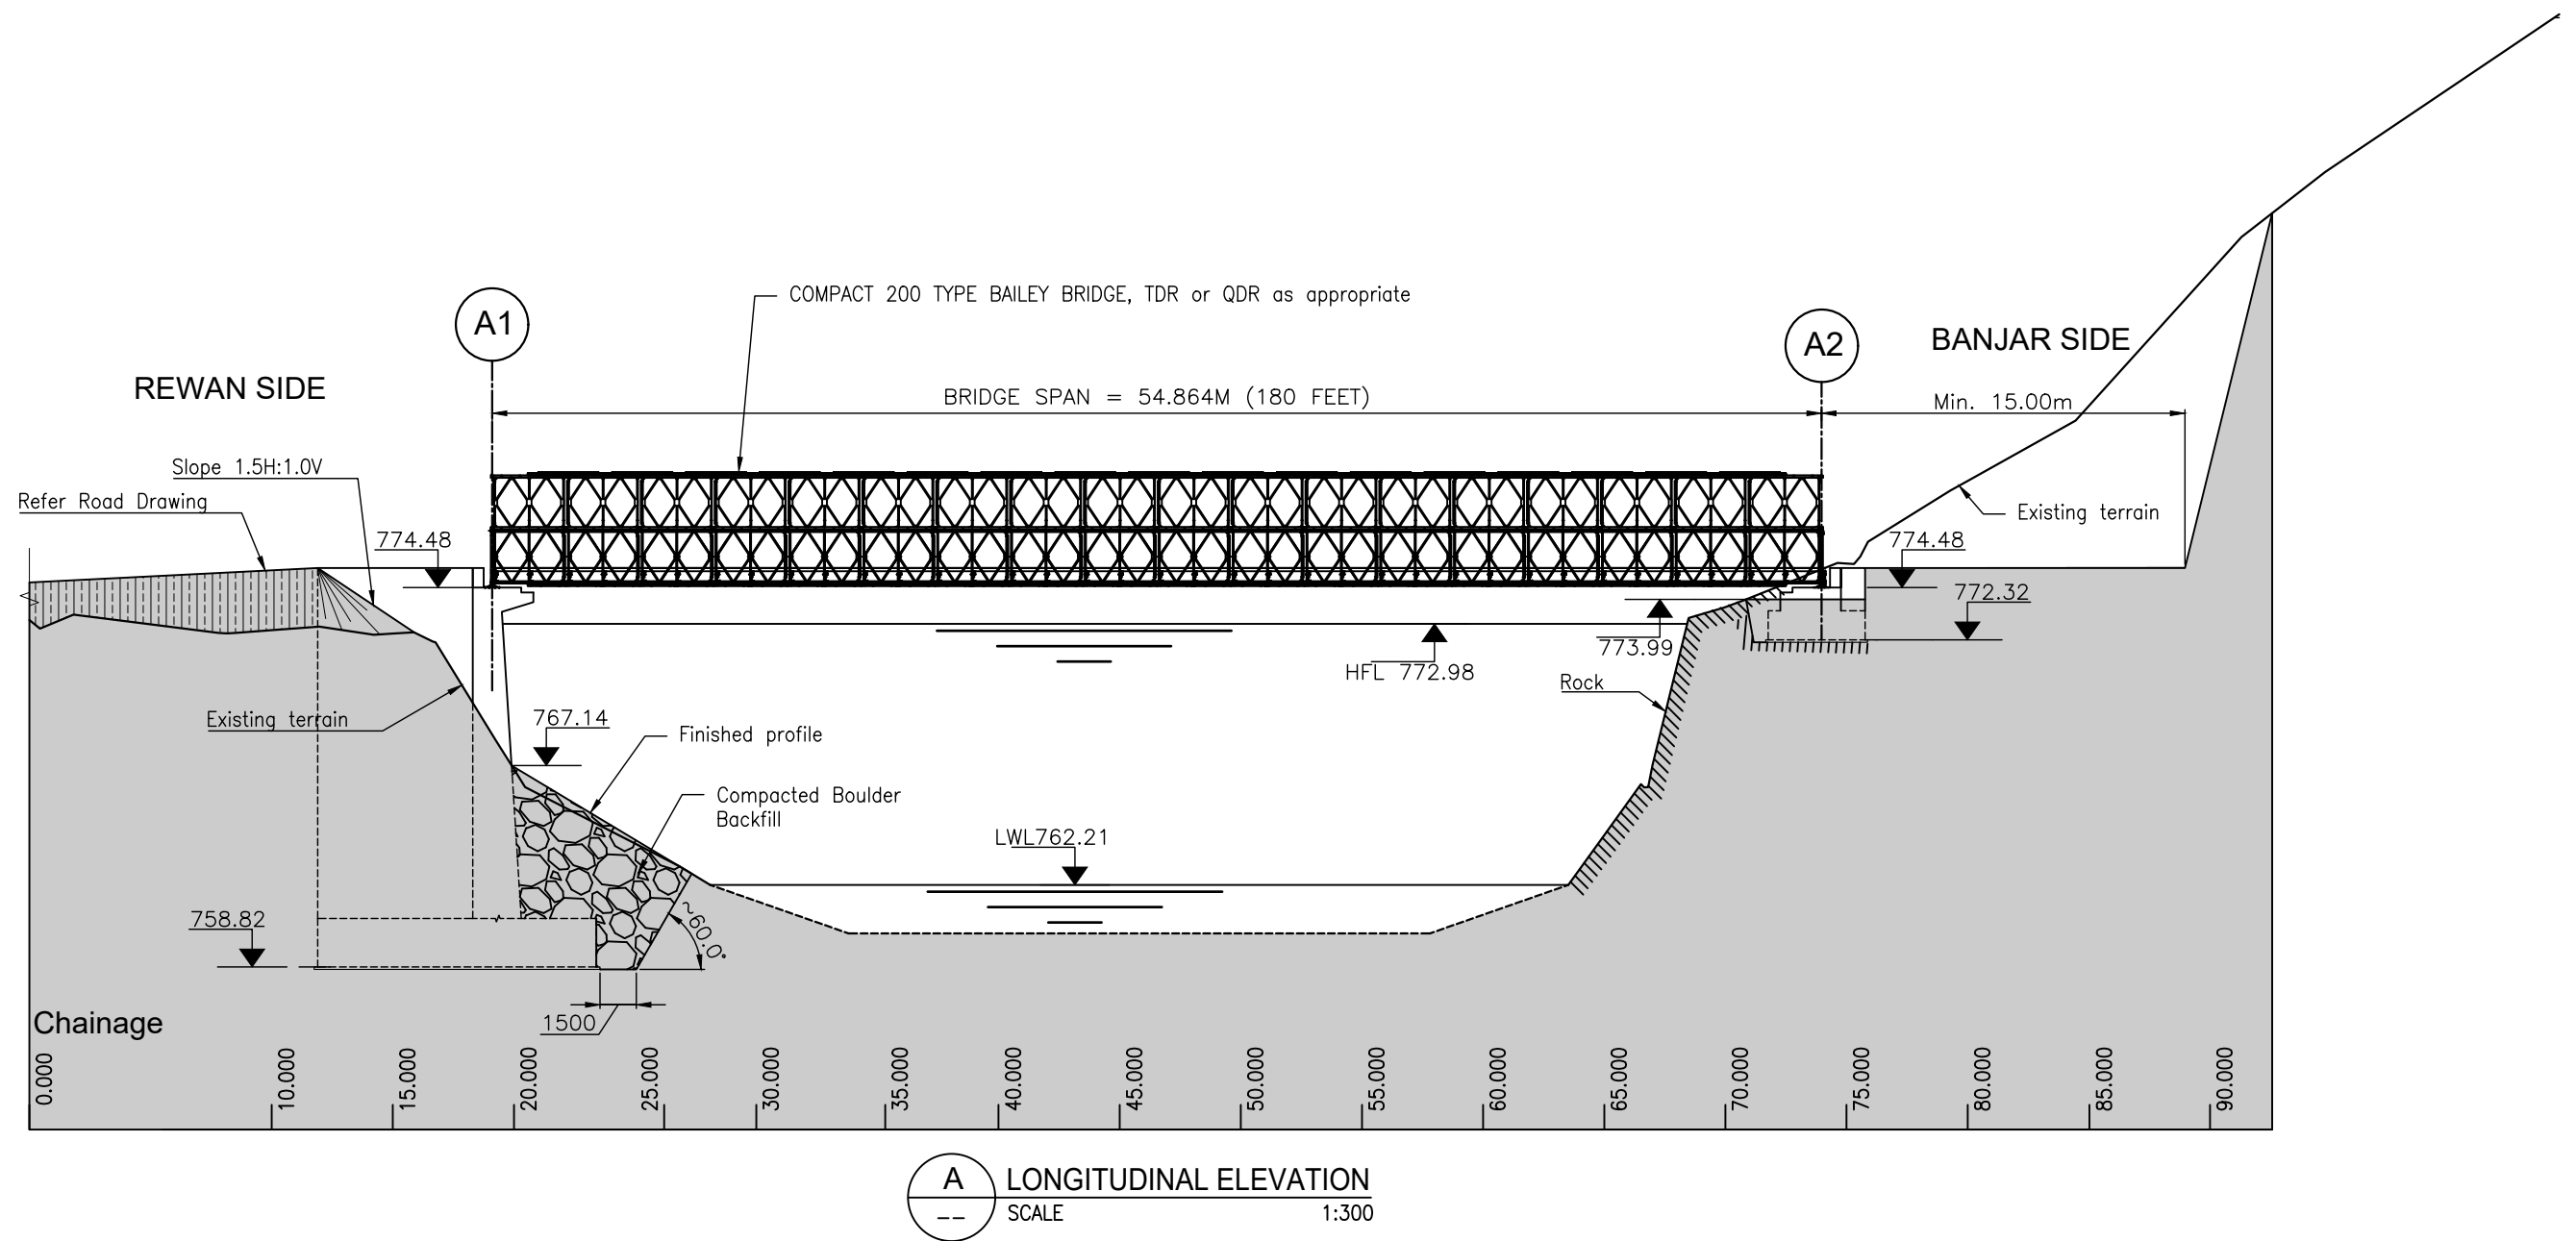 COMPACT 200 TYPE BAILEY BRIDGE, TDR or QDR as appropriate
A1
A2
BANJAR SIDE
REWAN SIDE
BRIDGE SPAN = 54.864M (180 FEET)
Min. 15.00m
Slope 1.5H:1.0V
Refer Road Drawing
Existing terrain
774.48
774.48
772.32
773.99
HFL 772.98
Rock
Existing terrain
767.14
Finished profile
Compacted Boulder
Backfill
LWL762.21
758.82
~60.0°
1500
Chainage
0.000
10.000
15.000
20.000
25.000
30.000
35.000
40.000
45.000
50.000
55.000
60.000
65.000
70.000
75.000
80.000
85.000
90.000
A
--
LONGITUDINAL ELEVATION
SCALE 1:300